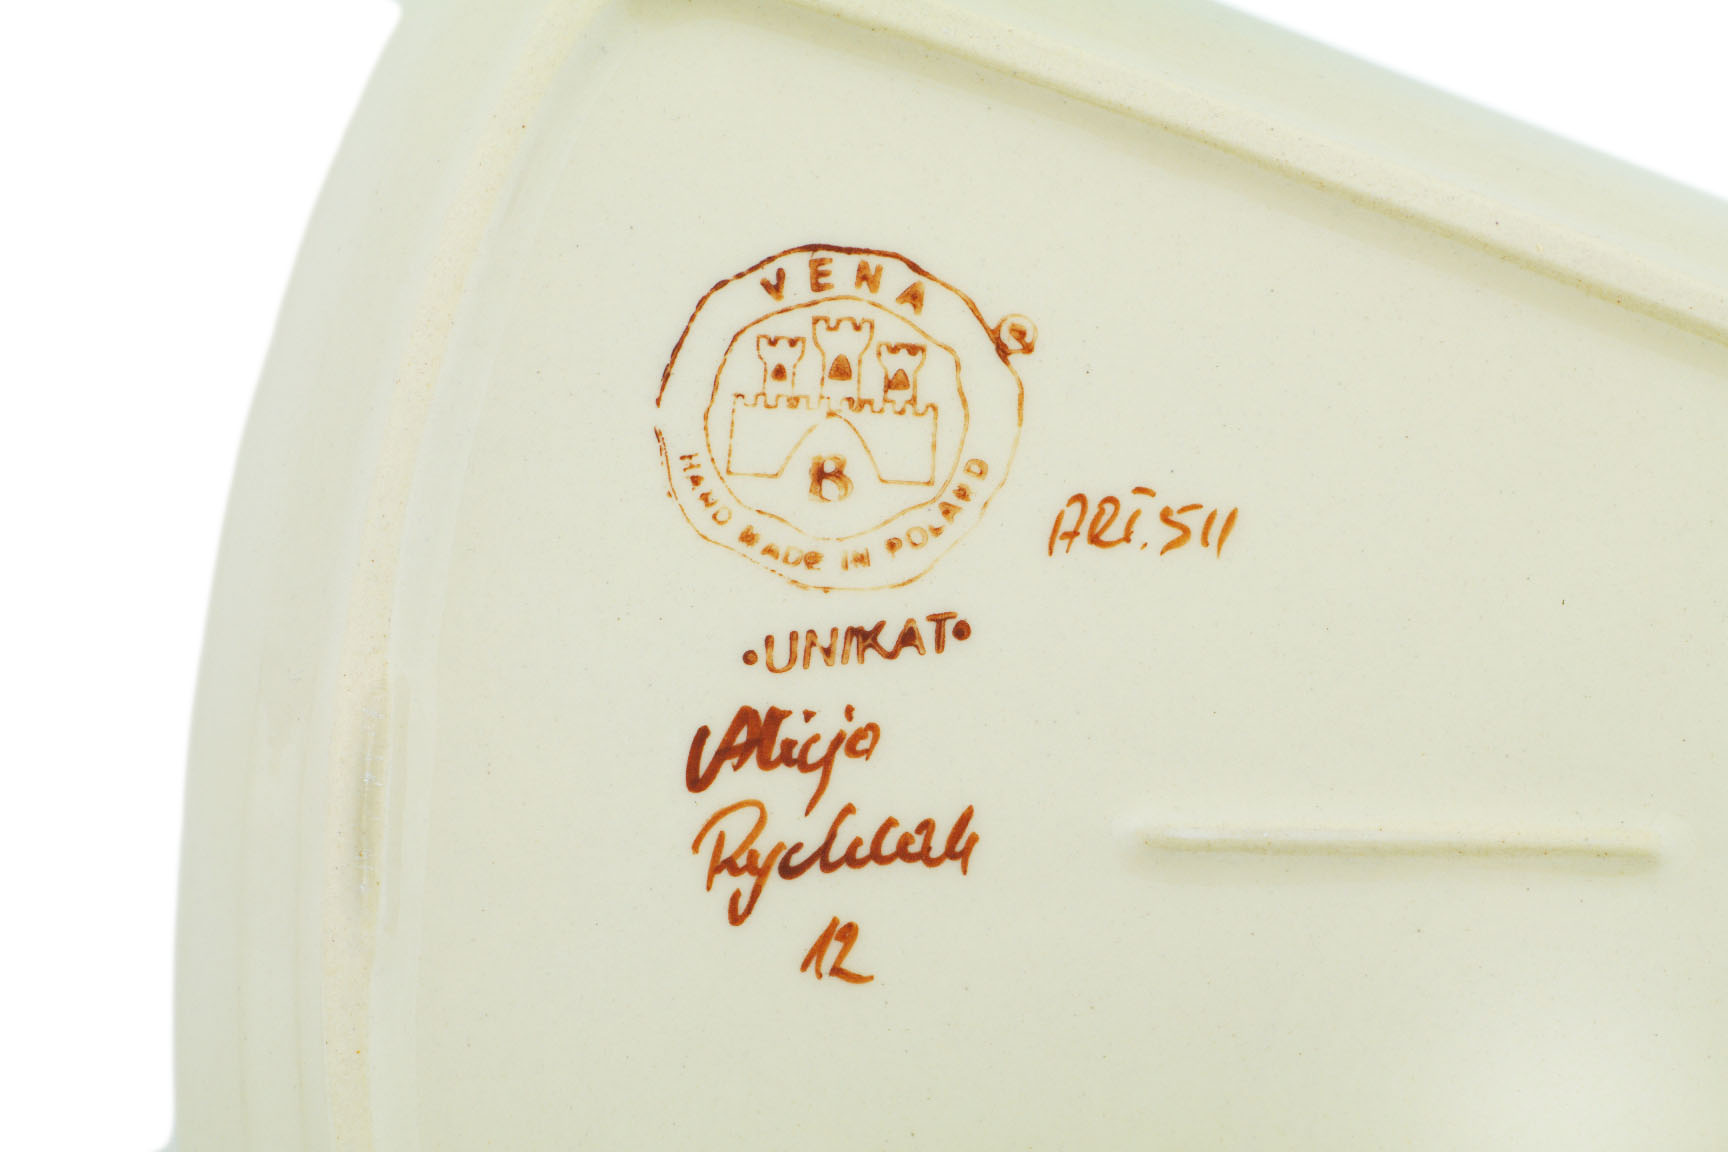 VENA
®
B
HAND MADE IN POLAND
ART. 511
•UNIKAT•
Alicja
Rychlak
12